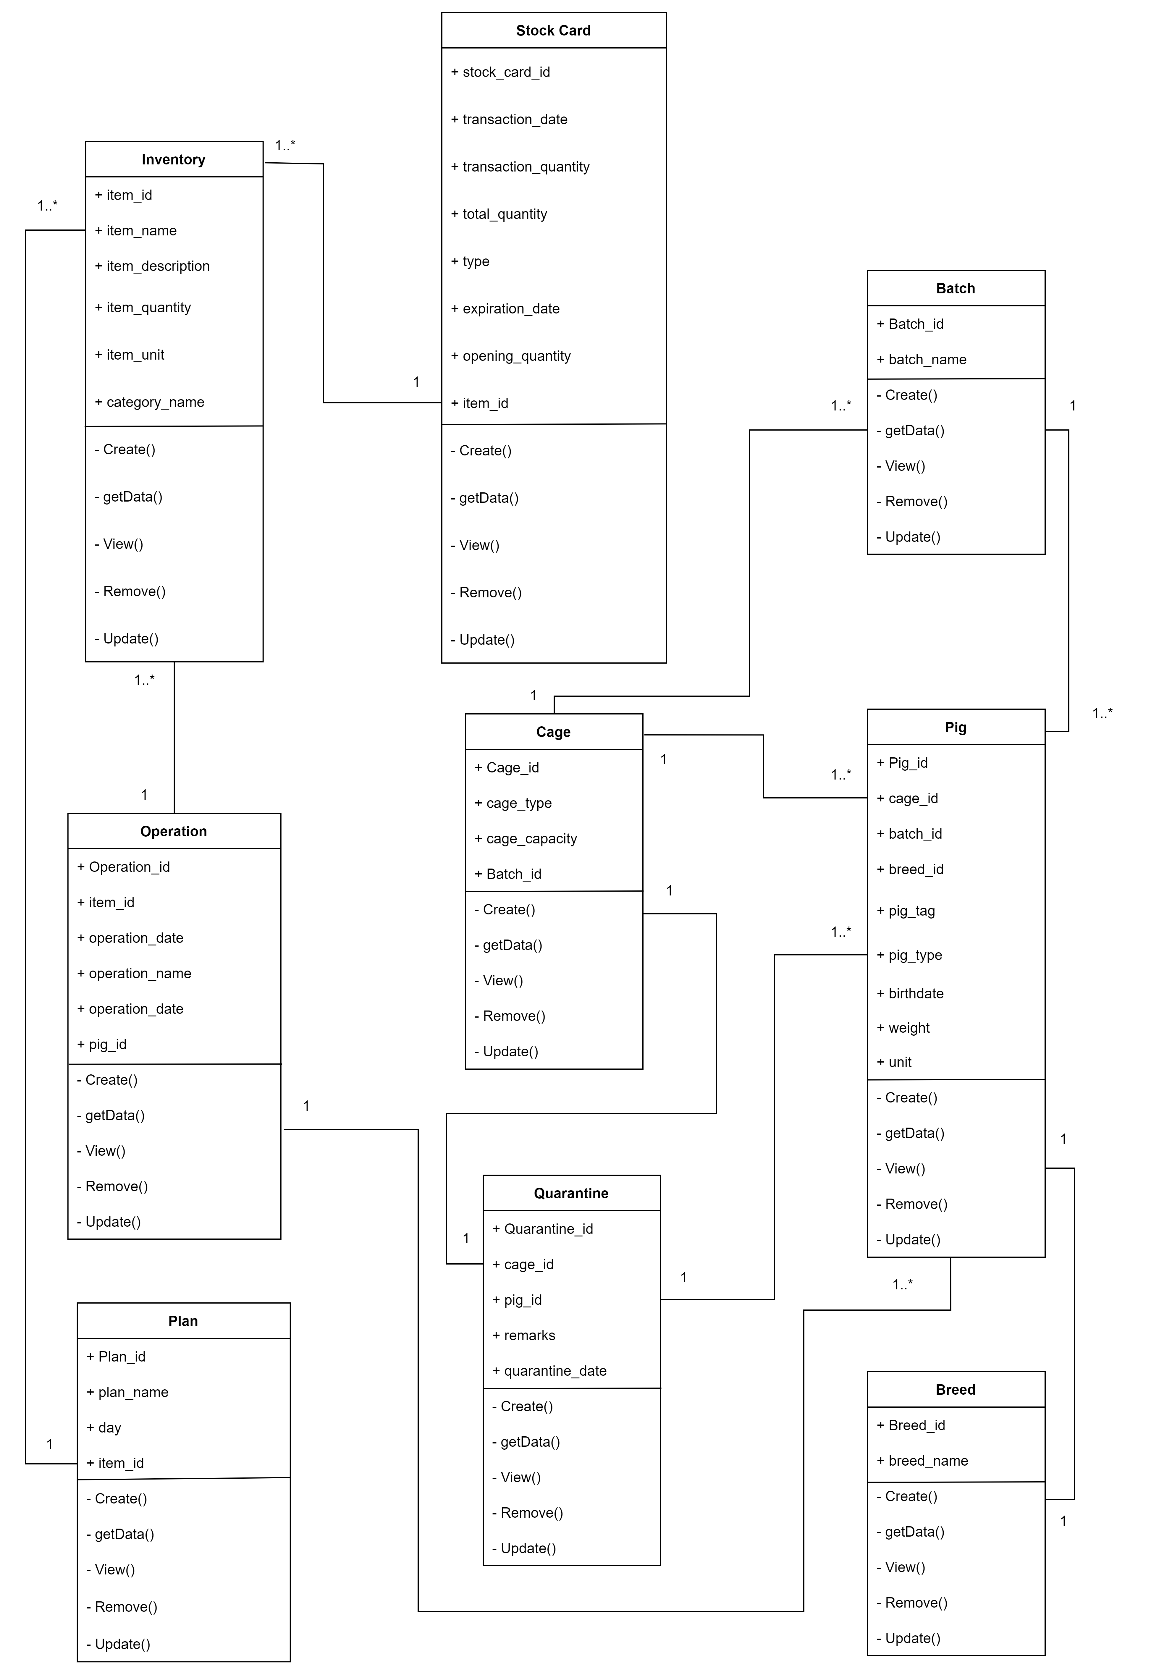 Stock Card
+ stock_card_id
+ transaction_date
+ transaction_quantity
+ total_quantity
+ type
+ expiration_date
+ opening_quantity
+ item_id
- Create()
- getData()
- View()
- Remove()
- Update()
1..*
Inventory
+ item_id
+ item_name
+ item_description
+ item_quantity
+ item_unit
+ category_name
- Create()
- getData()
- View()
- Remove()
- Update()
1..*
1
1..*
1
Batch
+ Batch_id
+ batch_name
- Create()
- getData()
- View()
- Remove()
- Update()
1..*
1
1
1..*
Cage
+ Cage_id
+ cage_type
+ cage_capacity
+ Batch_id
- Create()
- getData()
- View()
- Remove()
- Update()
1
1..*
1
1..*
Pig
+ Pig_id
+ cage_id
+ batch_id
+ breed_id
+ pig_tag
+ pig_type
+ birthdate
+ weight
+ unit
- Create()
- getData()
- View()
- Remove()
- Update()
1
1..*
Operation
+ Operation_id
+ item_id
+ operation_date
+ operation_name
+ operation_date
+ pig_id
- Create()
- getData()
- View()
- Remove()
- Update()
1
Quarantine
+ Quarantine_id
+ cage_id
+ pig_id
+ remarks
+ quarantine_date
- Create()
- getData()
- View()
- Remove()
- Update()
1
1
Plan
+ Plan_id
+ plan_name
+ day
+ item_id
- Create()
- getData()
- View()
- Remove()
- Update()
1
Breed
+ Breed_id
+ breed_name
- Create()
- getData()
- View()
- Remove()
- Update()
1